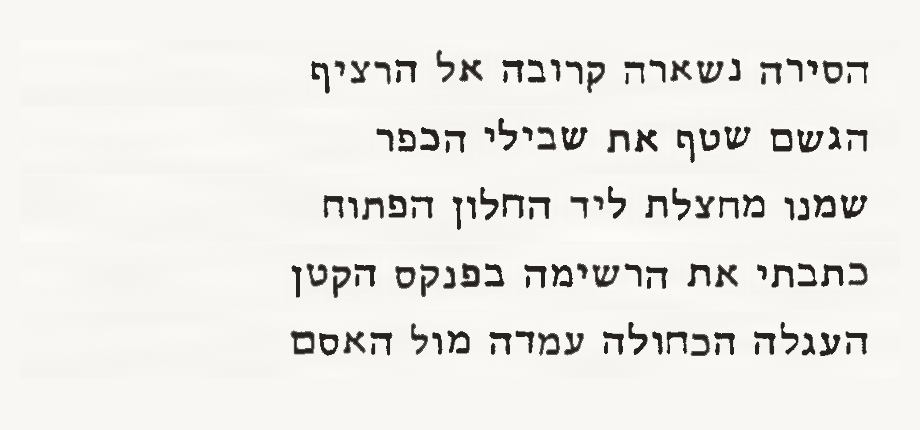 הסירה נשארה קרובה אל הרציף
הגשם שטף את שבילי הכפר
שמנו מחצלת ליד החלון הפתוח
כתבתי את הרשימה בפנקס הקטן
העגלה הכחולה עמדה מול האסם